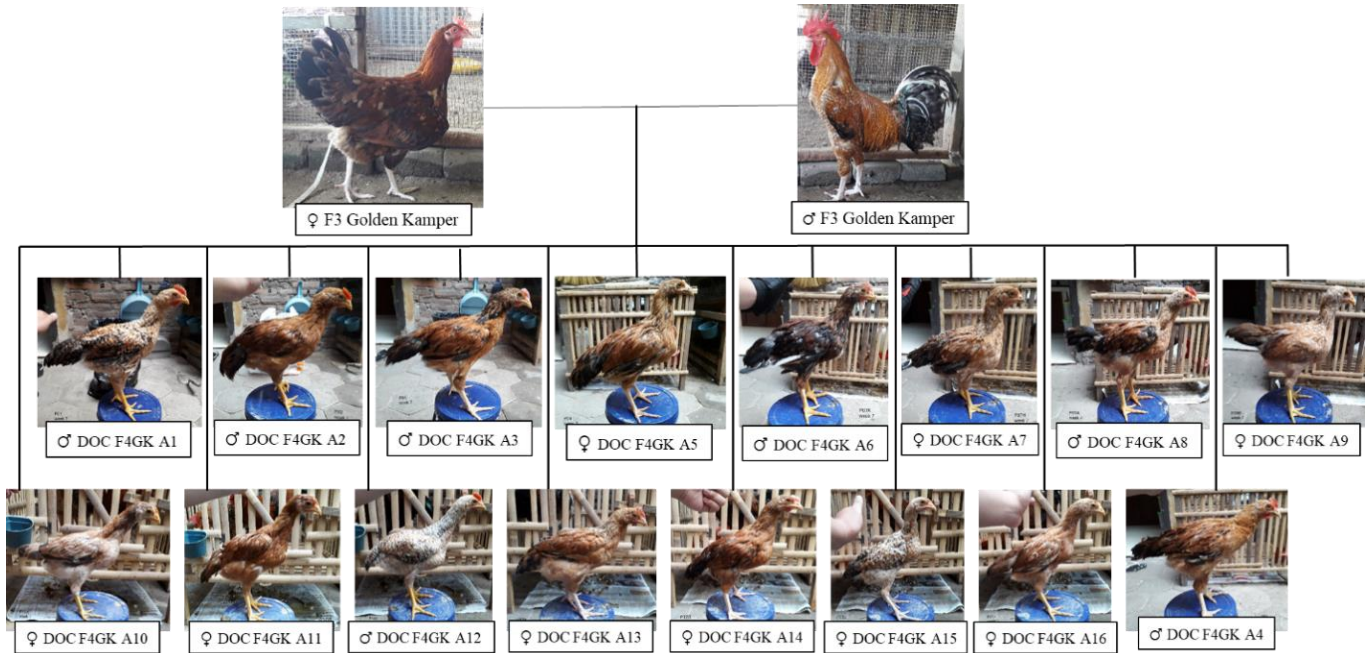 ♀ F3 Golden Kamper
♂ F3 Golden Kamper
♂ DOC F4GK A1
♂ DOC F4GK A2
♂ DOC F4GK A3
♀ DOC F4GK A5
♂ DOC F4GK A6
♀ DOC F4GK A7
♂ DOC F4GK A8
♀ DOC F4GK A9
♀ DOC F4GK A10
♀ DOC F4GK A11
♂ DOC F4GK A12
♀ DOC F4GK A13
♀ DOC F4GK A14
♀ DOC F4GK A15
♀ DOC F4GK A16
♂ DOC F4GK A4